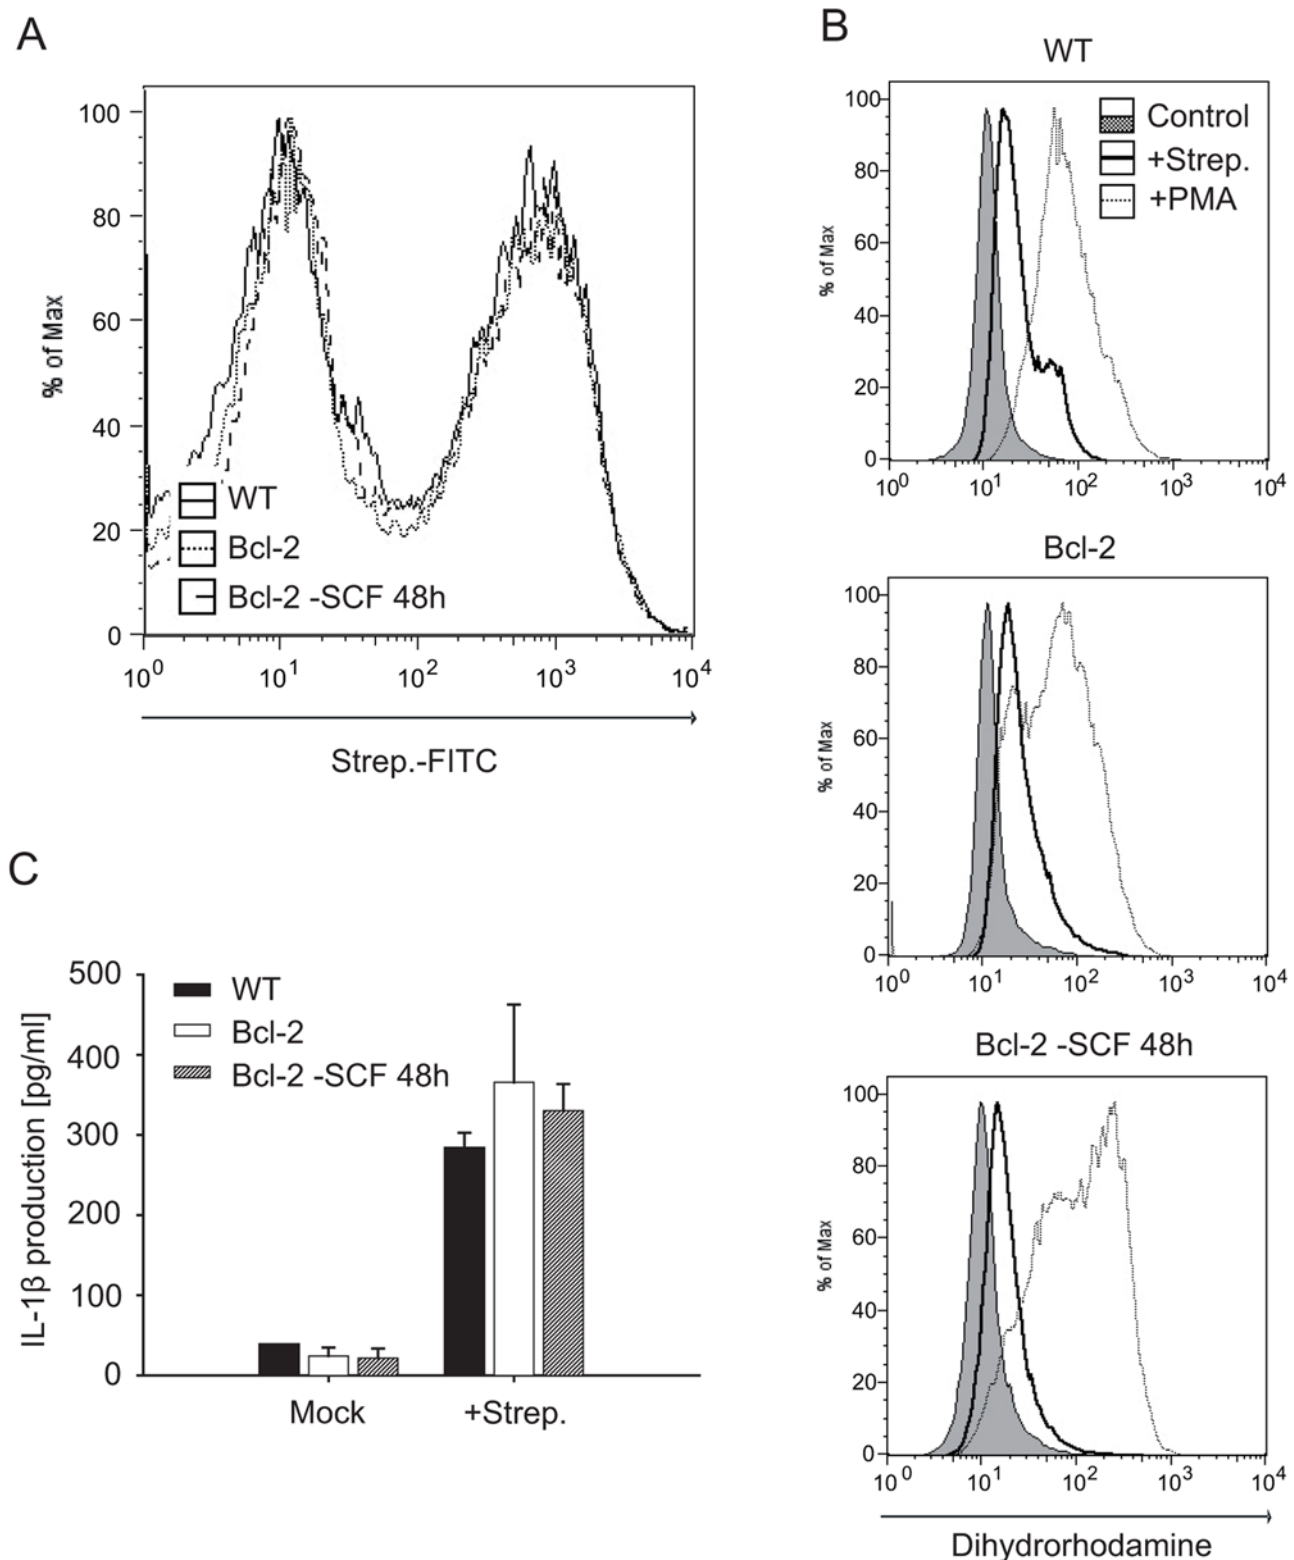 A
100
80
60
40
20
0
% of Max
WT
Bcl-2
Bcl-2 -SCF 48h
10^0 10^1 10^2 10^3 10^4
Strep.-FITC
B
WT
100
80
60
40
20
0
% of Max
Control
+Strep.
+PMA
10^0 10^1 10^2 10^3 10^4
Bcl-2
100
80
60
40
20
0
% of Max
10^0 10^1 10^2 10^3 10^4
Bcl-2 -SCF 48h
100
80
60
40
20
0
% of Max
10^0 10^1 10^2 10^3 10^4
Dihydrorhodamine
C
500
400
300
200
100
0
IL-1β production [pg/ml]
WT
Bcl-2
Bcl-2 -SCF 48h
Mock +Strep.